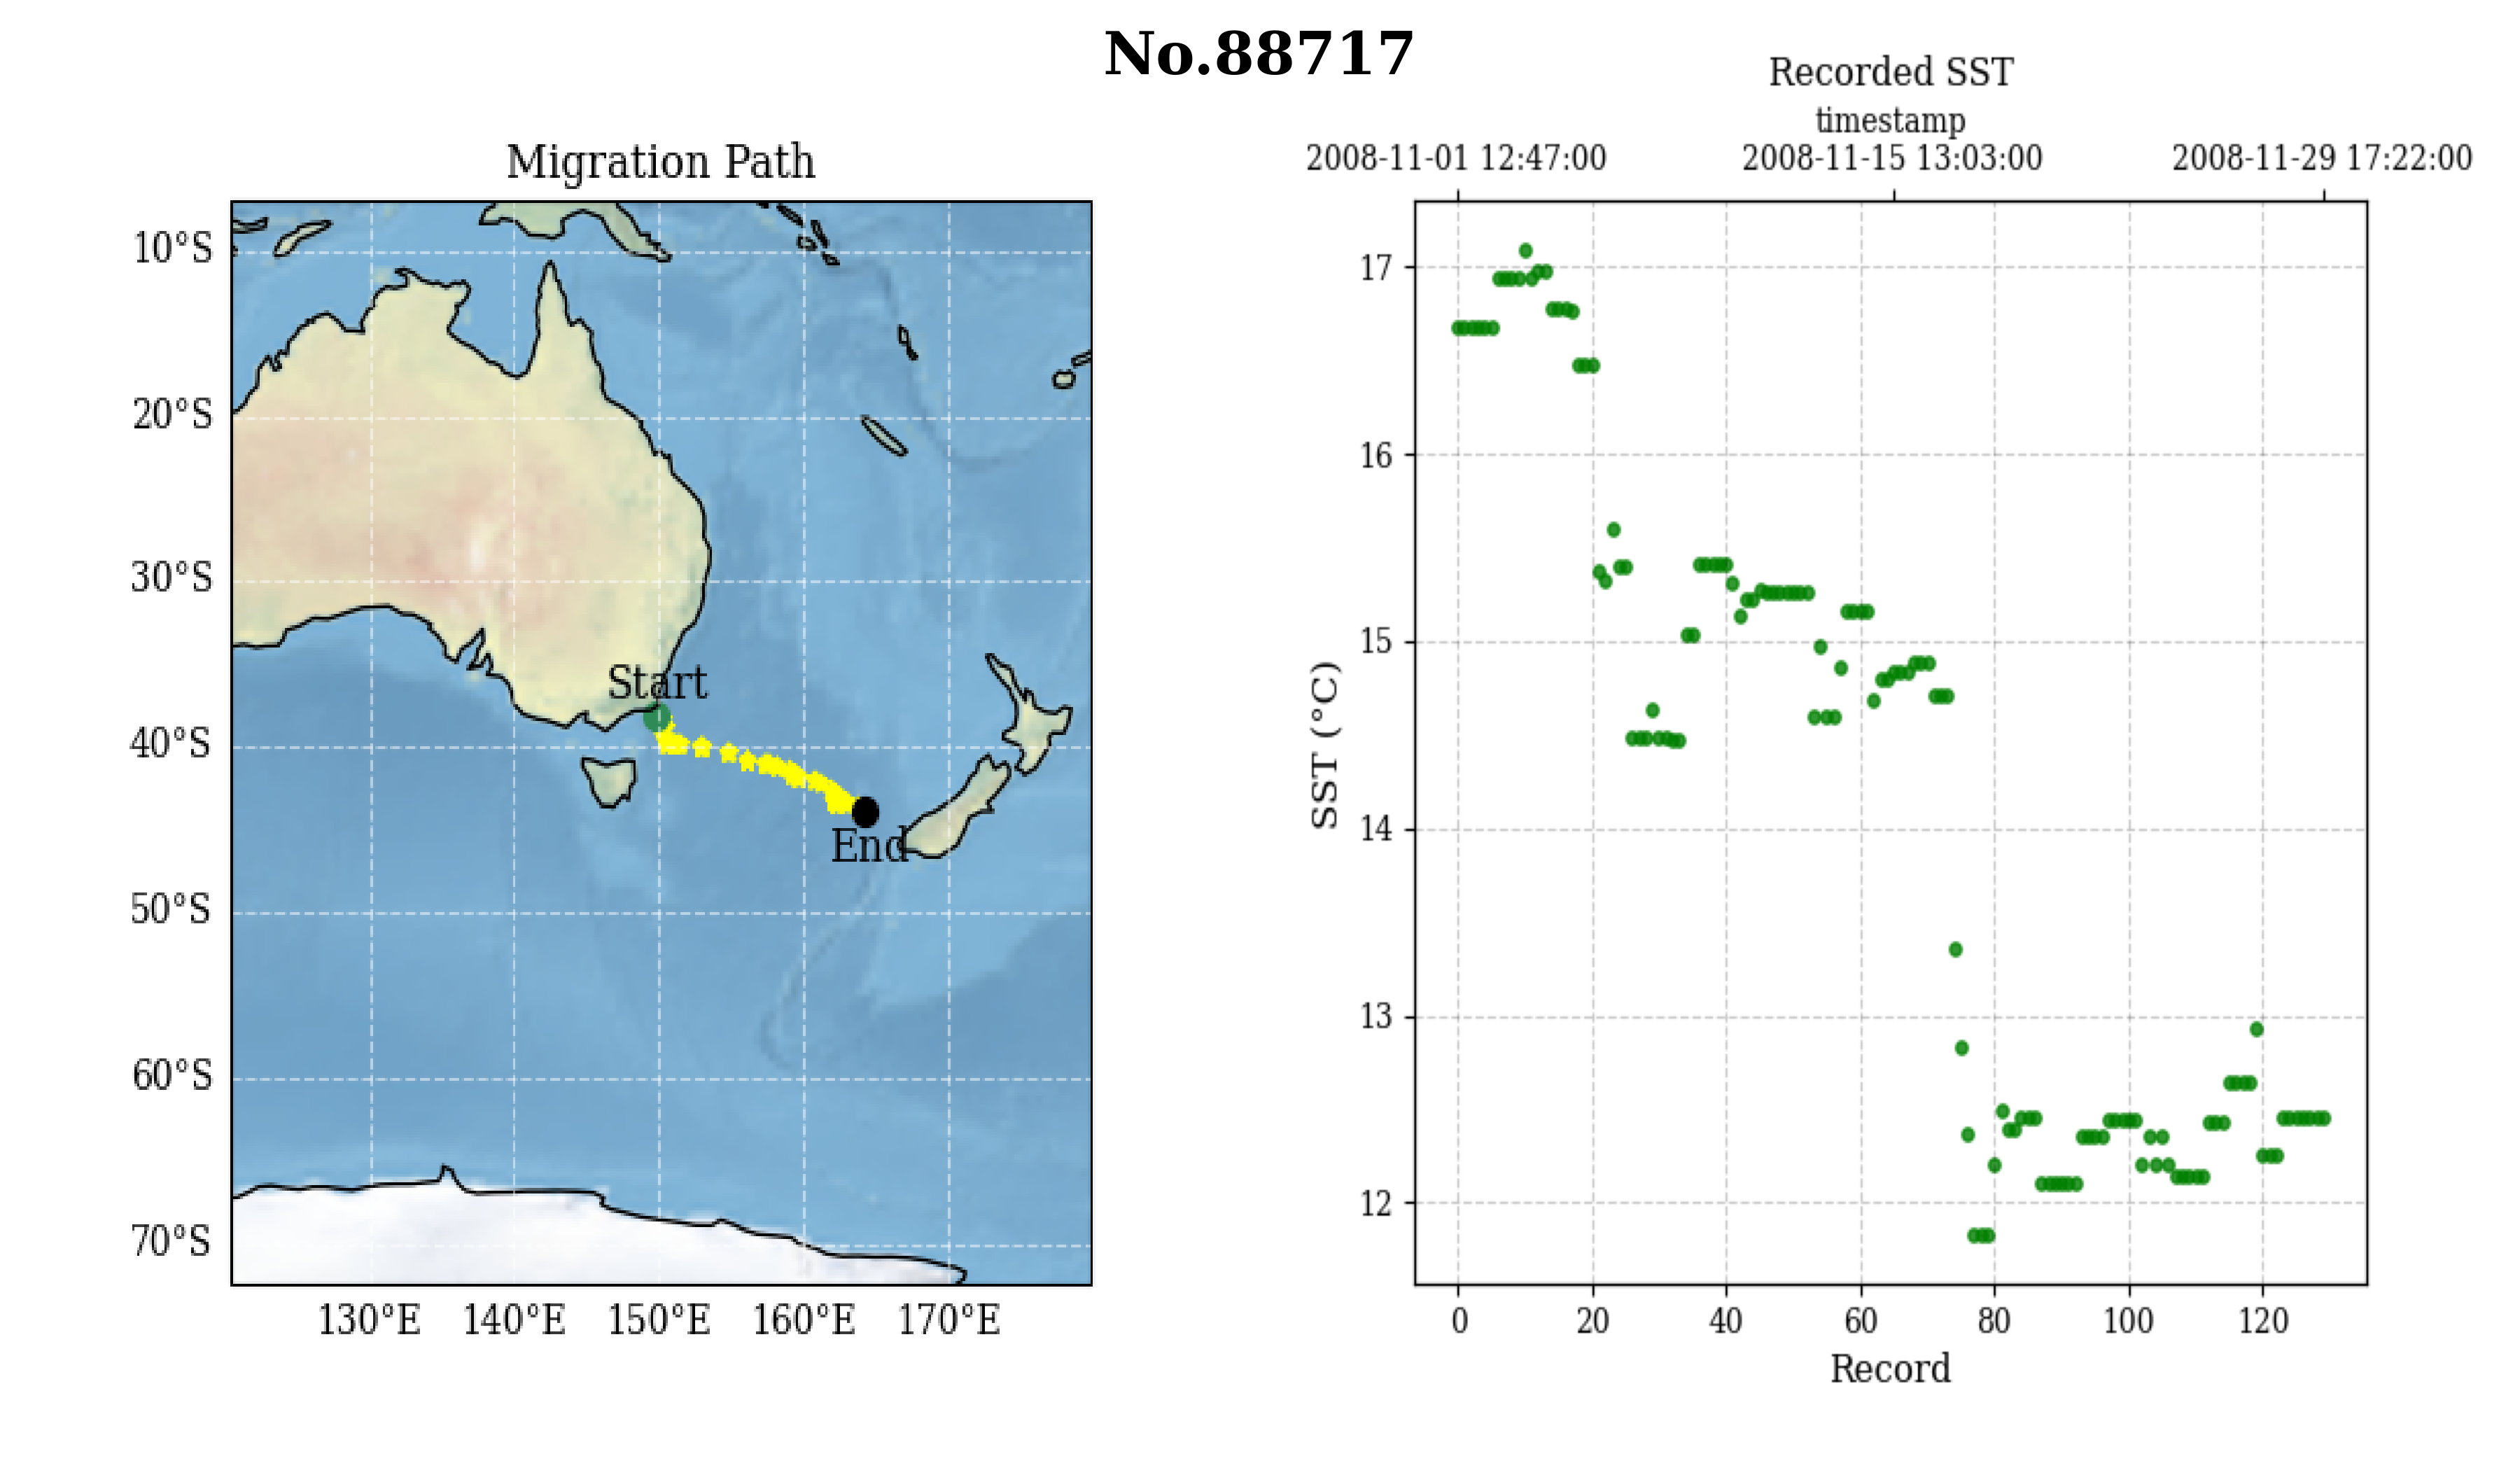 No.88717
Migration Path
10°S
20°S
30°S
40°S
50°S
60°S
70°S
130°E 140°E 150°E 160°E 170°E
Start
End
Recorded SST
timestamp
2008-11-01 12:47:00 2008-11-15 13:03:00 2008-11-29 17:22:00
SST (°C)
17
16
15
14
13
12
0 20 40 60 80 100 120
Record